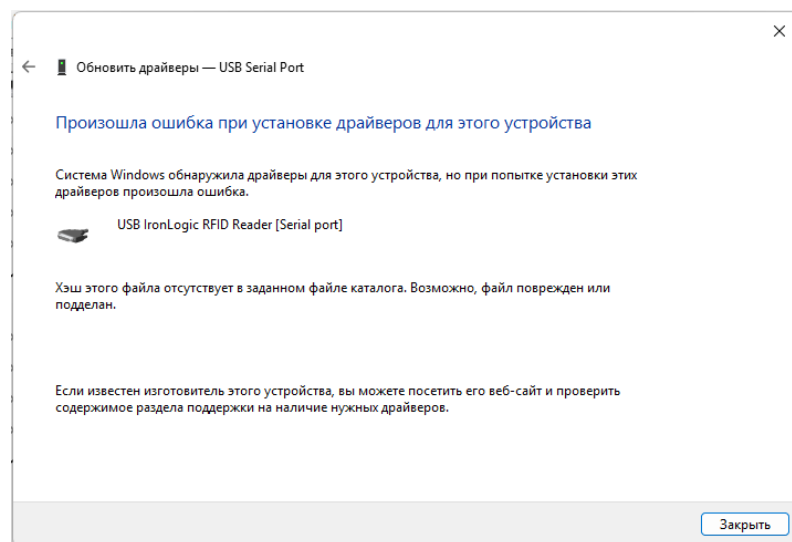 Обновить драйверы — USB Serial Port
Произошла ошибка при установке драйверов для этого устройства
Система Windows обнаружила драйверы для этого устройства, но при попытке установки этих
драйверов произошла ошибка.
USB IronLogic RFID Reader [Serial port]
Хэш этого файла отсутствует в заданном файле каталога. Возможно, файл поврежден или
подделан.
Если известен изготовитель этого устройства, вы можете посетить его веб-сайт и проверить
содержимое раздела поддержки на наличие нужных драйверов.
Закрыть